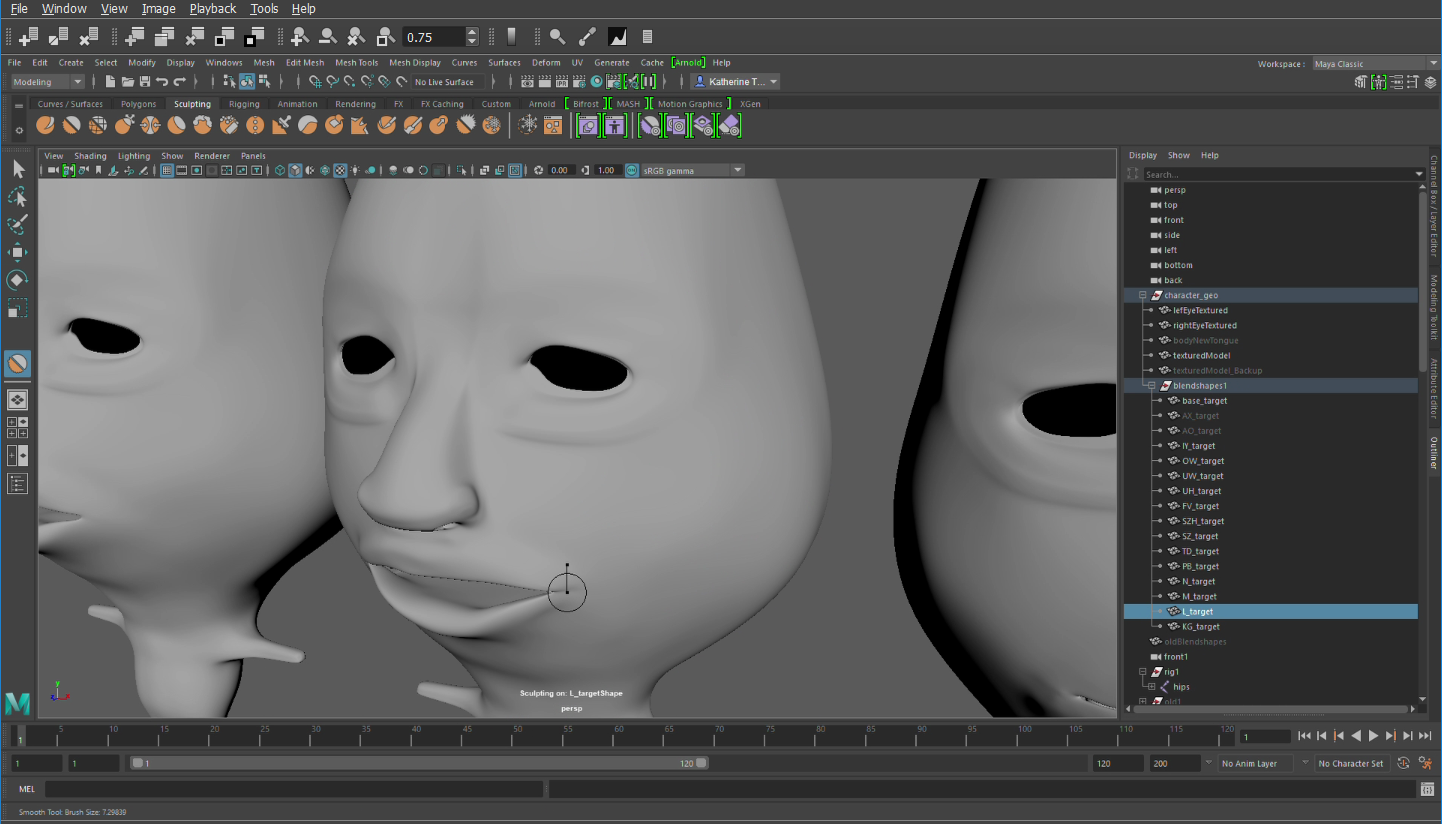 File Window View Image Playback Tools Help
0.75
File Edit Create Select Modify Display Windows Mesh Edit Mesh Mesh Tools Mesh Display Curves Surfaces Deform UV Generate Cache [Arnold] Help
Workspace : Maya Classic
Modeling No Live Surface Katherine T...
Curves / Surfaces Polygons Sculpting Rigging Animation Rendering FX FX Caching Custom Arnold Bifrost MASH Motion Graphics XGen
View Shading Lighting Show Renderer Panels
0.00 1.00 sRGB gamma
Sculpting on: L_targetShape
persp
y
z x
Display Show Help
Search...
persp
top
front
side
left
bottom
back
character_geo
lefEyeTextured
rightEyeTextured
bodyNewTongue
texturedModel
texturedModel_Backup
blendshapes1
base_target
AX_target
AO_target
IY_target
OW_target
UW_target
UH_target
FV_target
SZH_target
SZ_target
TD_target
PB_target
N_target
M_target
L_target
KG_target
oldBlendshapes
front1
rig1
hips
old1
Channel Box / Layer Editor
Modeling Toolkit
Attribute Editor
Outliner
1 5 10 15 20 25 30 35 40 45 50 55 60 65 70 75 80 85 90 95 100 105 110 115 120 1
1 1 1 120 120 200 No Anim Layer No Character Set
MEL
Smooth Tool: Brush Size: 7.29839